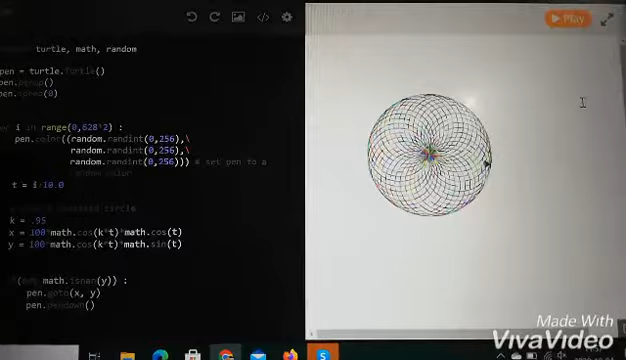 Play
turtle, math, random
pen = turtle.Turtle()
pen.penup()
pen.speed(0)
i in range(0,628*2) :
pen.color((random.randint(0,256),\
random.randint(0,256),\
random.randint(0,256))) # set pen to a
random color
t = i/10.0
circle
k = .95
x = 100*math.cos(k*t)*math.cos(t)
y = 100*math.cos(k*t)*math.sin(t)
if(not math.isnan(y)) :
pen.goto(x, y)
pen.pendown()
Made With
VivaVideo